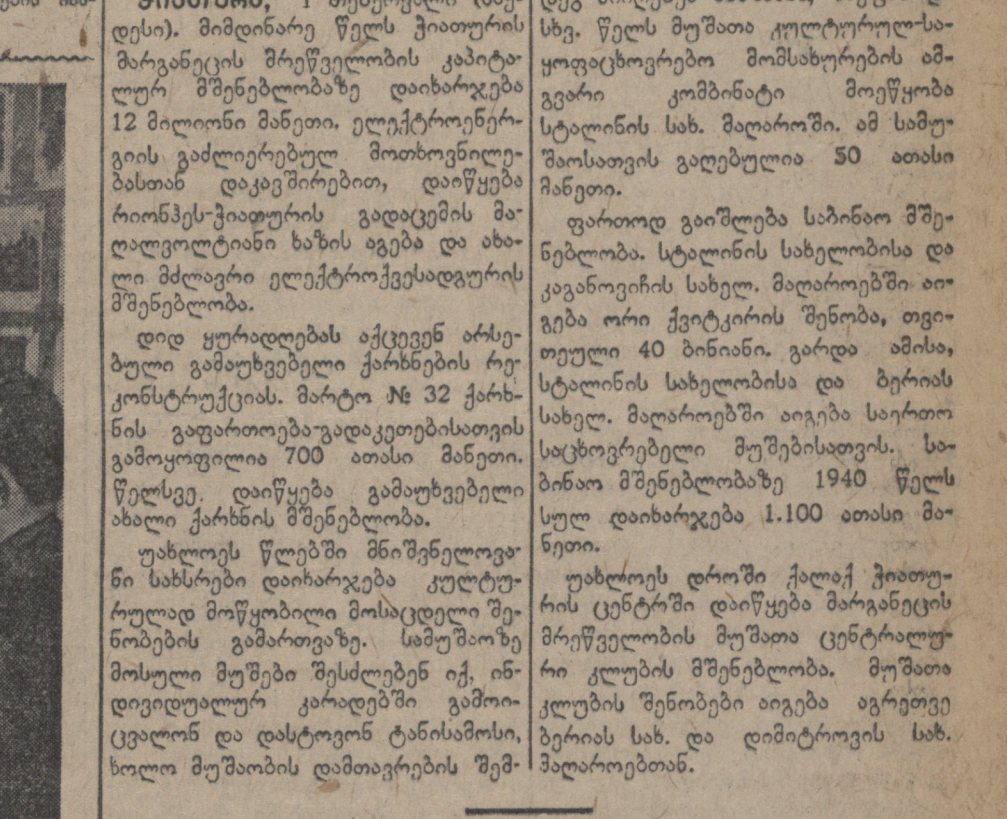 დესი). მიმდინარე წელს ჭიათურის
მარგანეცის მრეწველობის კაპიტა-
ლურ მშენებლობაზე დაიხარჯება
12 მილიონი მანეთი. ელექტროენერ-
გიის გაძლიერებულ მოთხოვნილე-
ბასთან დაკავშირებით, დაიწყება
რიონჰეს-ჭიათურის გადაცემის მა-
ღალვოლტიანი ხაზის აგება და ახა-
ლი მძლავრი ელექტროქვესადგურის
მშენებლობა.
დიდ ყურადღებას აქცევენ არსე-
ბული გამაუხვებელი ქარხნების რე-
კონსტრუქციას. მარტო № 32 ქარხ-
ნის გაფართოება-გადაკეთებისათვის
გამოყოფილია 700 ათასი მანეთი.
წელსვე. დაიწყება გამაუხვებელი
ახალი ქარხნის მშენებლობა.
უახლოეს წლებში მნიშვნელოვა-
ნი სახსრები დაიხარჯება კულტუ-
რულად მოწყობილი მოსაცდელი შე-
ნობების გამართვაზე. სამუშაოზე
მოსული მუშები შესძლებენ იქ, ინ-
დივიდუალურ კარადებში გამოი-
ცვალონ და დასტოვონ ტანისამოსი,
ხოლო მუშაობის დამთავრების შემ-
სხვ. წელს მუშათა კულტურულ-სა-
ყოფაცხოვრებო მომსახურების ამ-
გვარი კომბინატი მოეწყობა
სტალინის სახ. მაღაროში. ამ სამუ-
შაოსათვის გაღებულია 50 ათასი
მანეთი.
ფართოდ გაიშლება საბინაო მშე-
ნებლობა. სტალინის სახელობისა და
კაგანოვიჩის სახელ. მაღაროებში აი-
გება ორი ქვიტკირის შენობა, თვი-
თეული 40 ბინიანი. გარდა ამისა,
სტალინის სახელობისა და ბერიას
სახელ. მაღაროებში აიგება საერთო
საცხოვრებელი მუშებისათვის. სა-
ბინაო მშენებლობაზე 1940 წელს
სულ დაიხარჯება 1.100 ათასი მა-
ნეთი.
უახლოეს დროში ქალაქ ჭიათუ-
რის ცენტრში დაიწყება მარგანეცის
მრეწველობის მუშათა ცენტრალუ-
რი კლუბის მშენებლობა. მუშათა
კლუბის შენობები აიგება აგრეთვე
ბერიას სახ. და დიმიტროვის სახ.
მაღაროებთან.